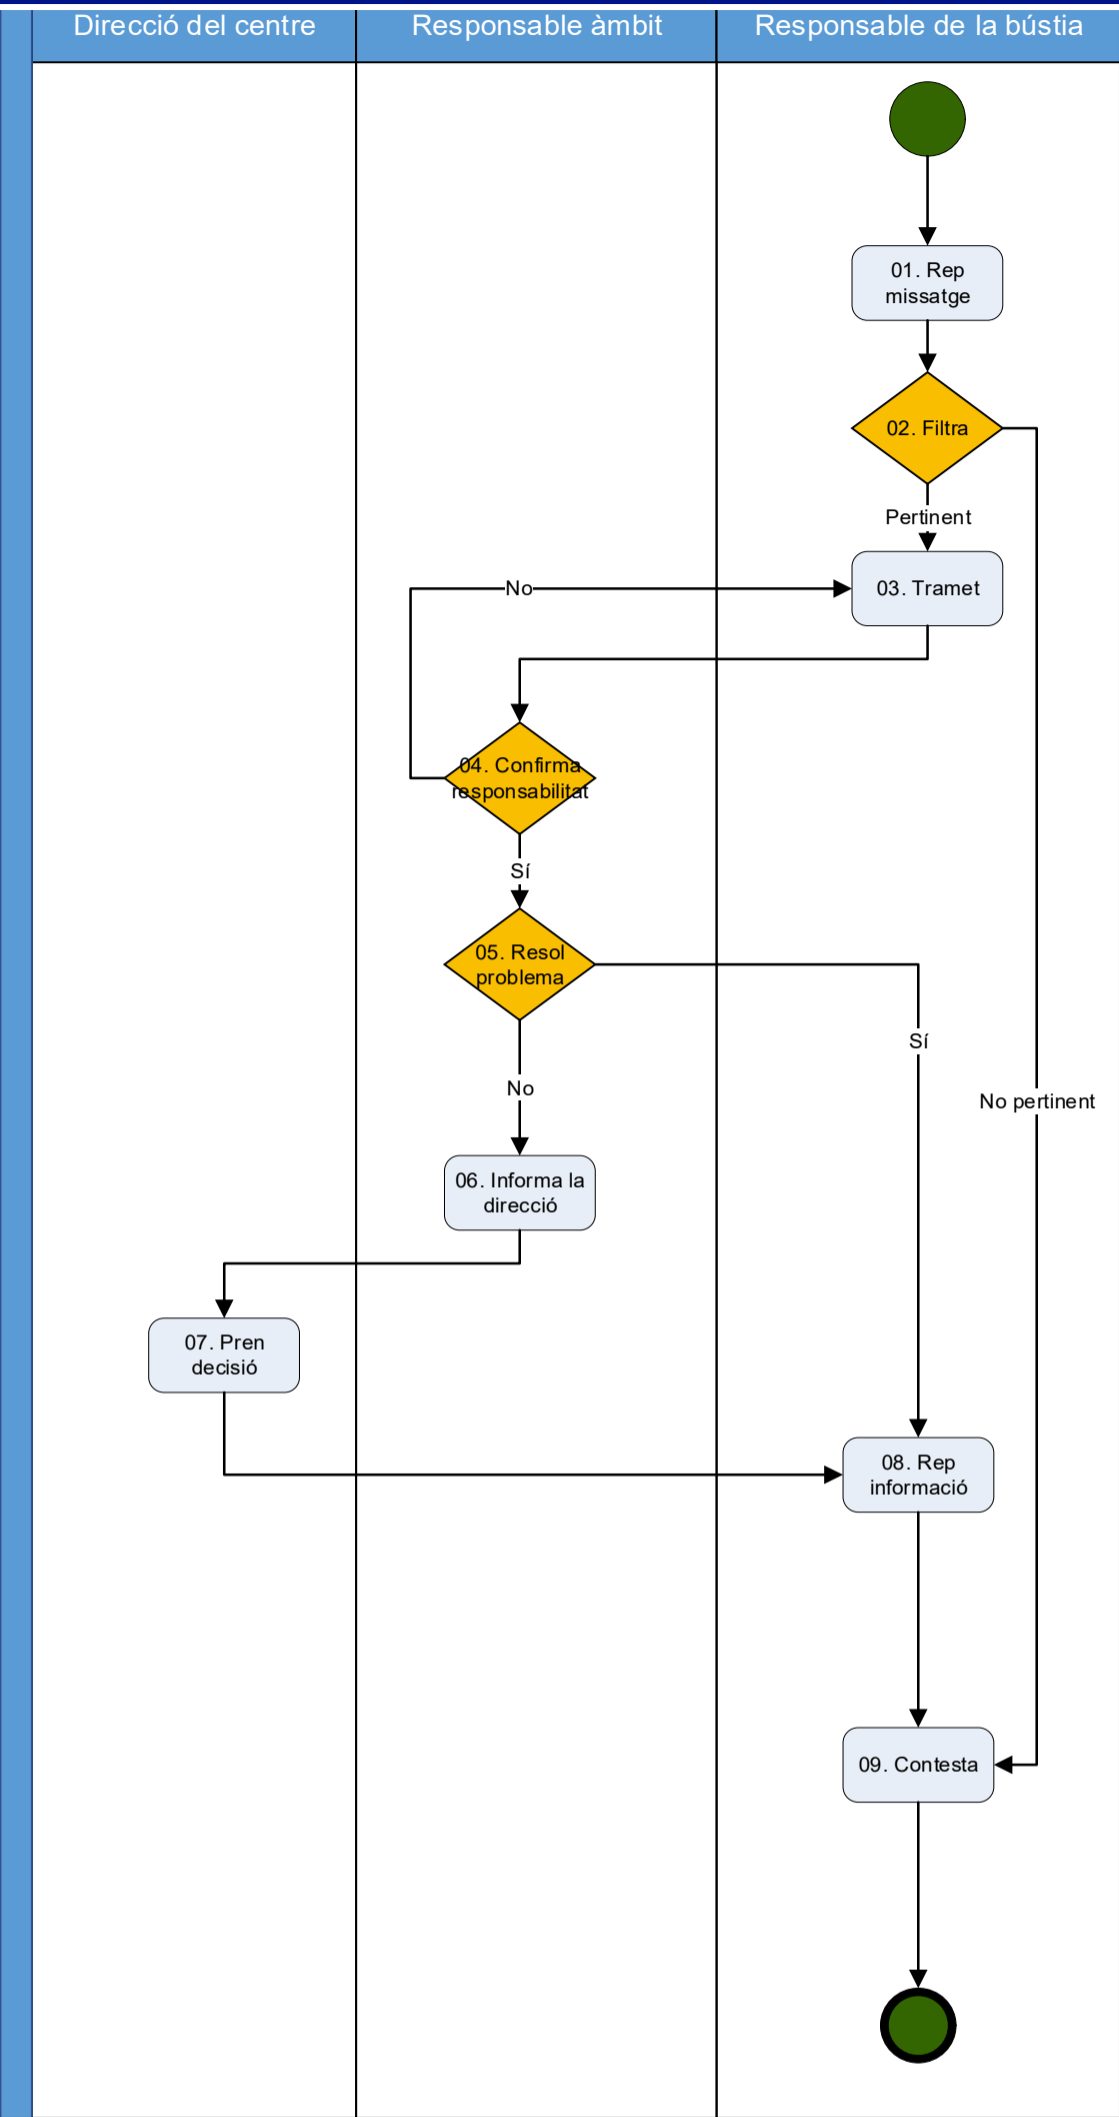 Direcció del centre
Responsable àmbit
Responsable de la bústia
01. Rep
missatge
02. Filtra
Pertinent
03. Tramet
No
04. Confirma
responsabilitat
Sí
05. Resol
problema
Sí
No
No pertinent
06. Informa la
direcció
07. Pren
decisió
08. Rep
informació
09. Contesta